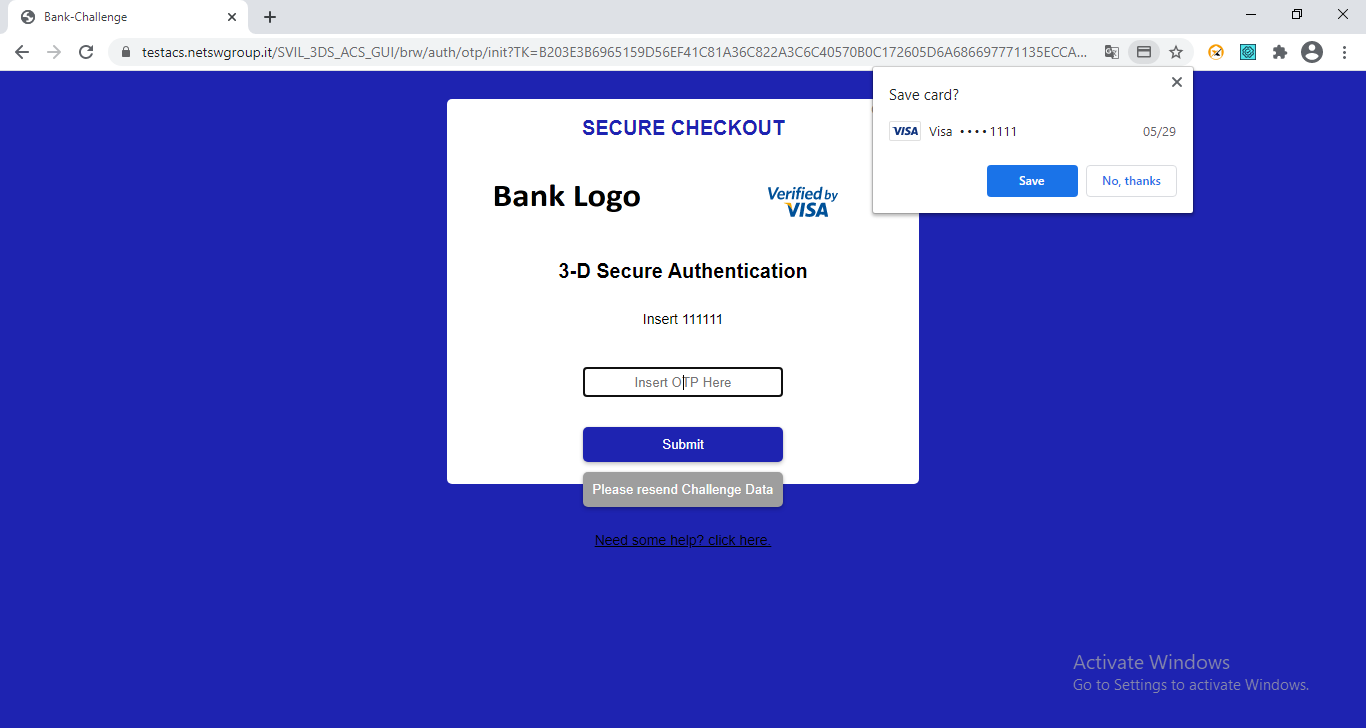 Bank-Challenge
testacs.netswgroup.it/SVIL_3DS_ACS_GUI/brw/auth/otp/init?TK=B203E3B6965159D56EF41C81A36C822A3C6C40570B0C172605D6A686697771135ECCA...
Save card?
VISA Visa •••• 1111 05/29
Save No, thanks
SECURE CHECKOUT
Bank Logo
Verified by
VISA
3-D Secure Authentication
Insert 111111
Insert OTP Here
Submit
Please resend Challenge Data
Need some help? click here.
Activate Windows
Go to Settings to activate Windows.